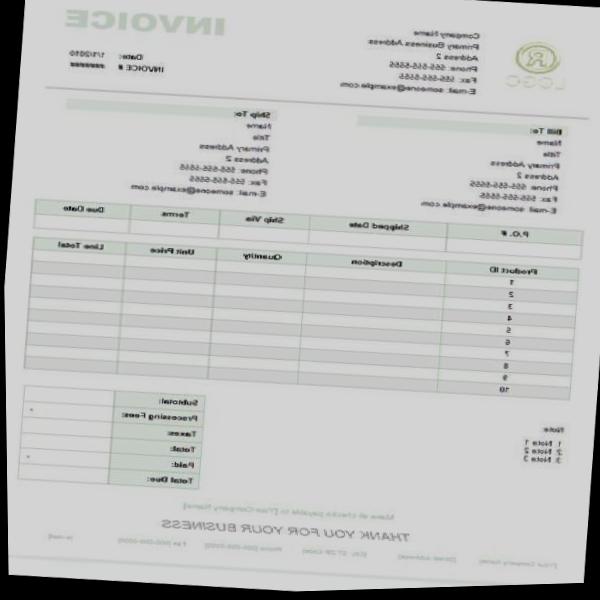 INVOICE
Date: 1/1/2010
INVOICE # #######
LOGO
Company Name
Primary Business Address
Address 2
Phone: 555-555-5555
Fax: 555-555-5555
E-mail: someone@example.com
Bill To:
Name
Title
Primary Address
Address 2
Phone: 555-555-5555
Fax: 555-555-5555
E-mail: someone@example.com
Ship To:
Name
Title
Primary Address
Address 2
Phone: 555-555-5555
Fax: 555-555-5555
E-mail: someone@example.com
P.O. # Shipped Date Ship Via Terms Due Date
Product ID Description Quantity Unit Price Line Total
1
2
3
4
5
6
7
8
9
10
Note:
1: Note 1
2: Note 2
3: Note 3
Subtotal:
Processing Fees:
Taxes:
Total:
Paid:
Total Due:
Make all checks payable to [Your Company Name]
THANK YOU FOR YOUR BUSINESS
[Your Company Name] [Street Address] [City, ST ZIP Code] Phone [000-000-0000] Fax [000-000-0000] [e-mail]